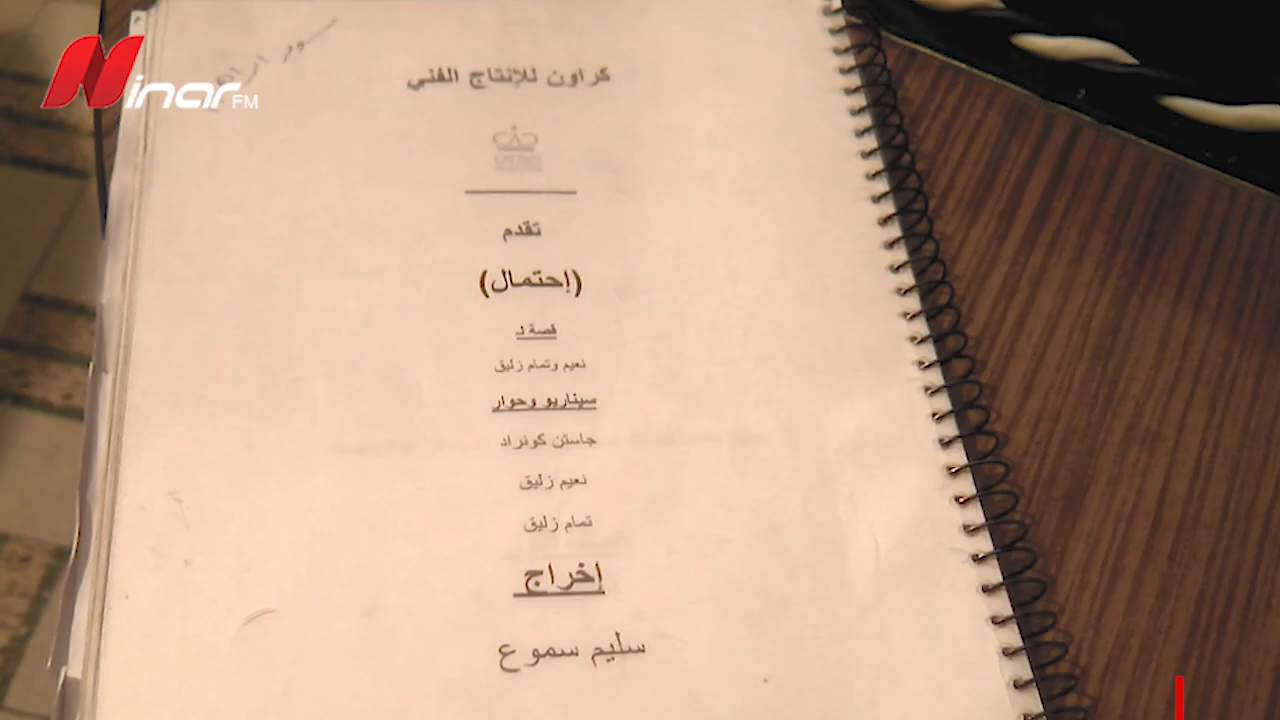 Ninar FM
كراون للإنتاج الفني
تقدم
(إحتمال)
قصة لـ
نعيم وتمام زليق
سيناريو وحوار
جاستن كونراد
نعيم زليق
تمام زليق
إخراج
سليم سموع